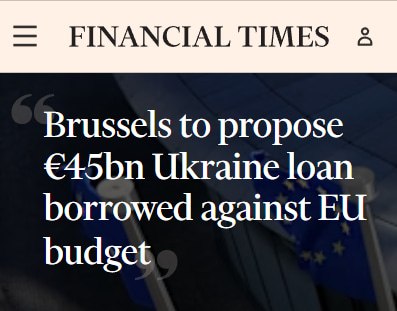 FINANCIAL TIMES
“Brussels to propose
€45bn Ukraine loan
borrowed against EU
budget”